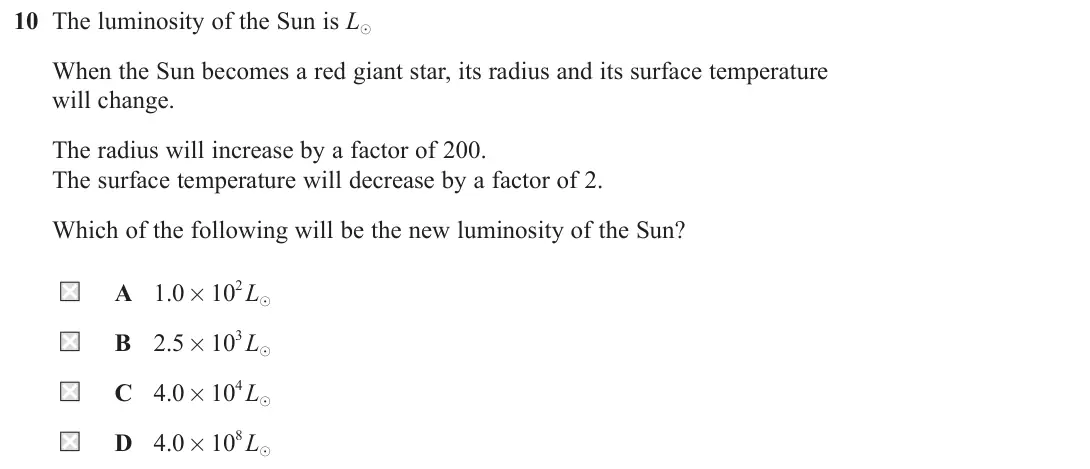 10 The luminosity of the Sun is L☉
When the Sun becomes a red giant star, its radius and its surface temperature
will change.
The radius will increase by a factor of 200.
The surface temperature will decrease by a factor of 2.
Which of the following will be the new luminosity of the Sun?
A 1.0 × 10² L☉
B 2.5 × 10³ L☉
C 4.0 × 10⁴ L☉
D 4.0 × 10⁸ L☉